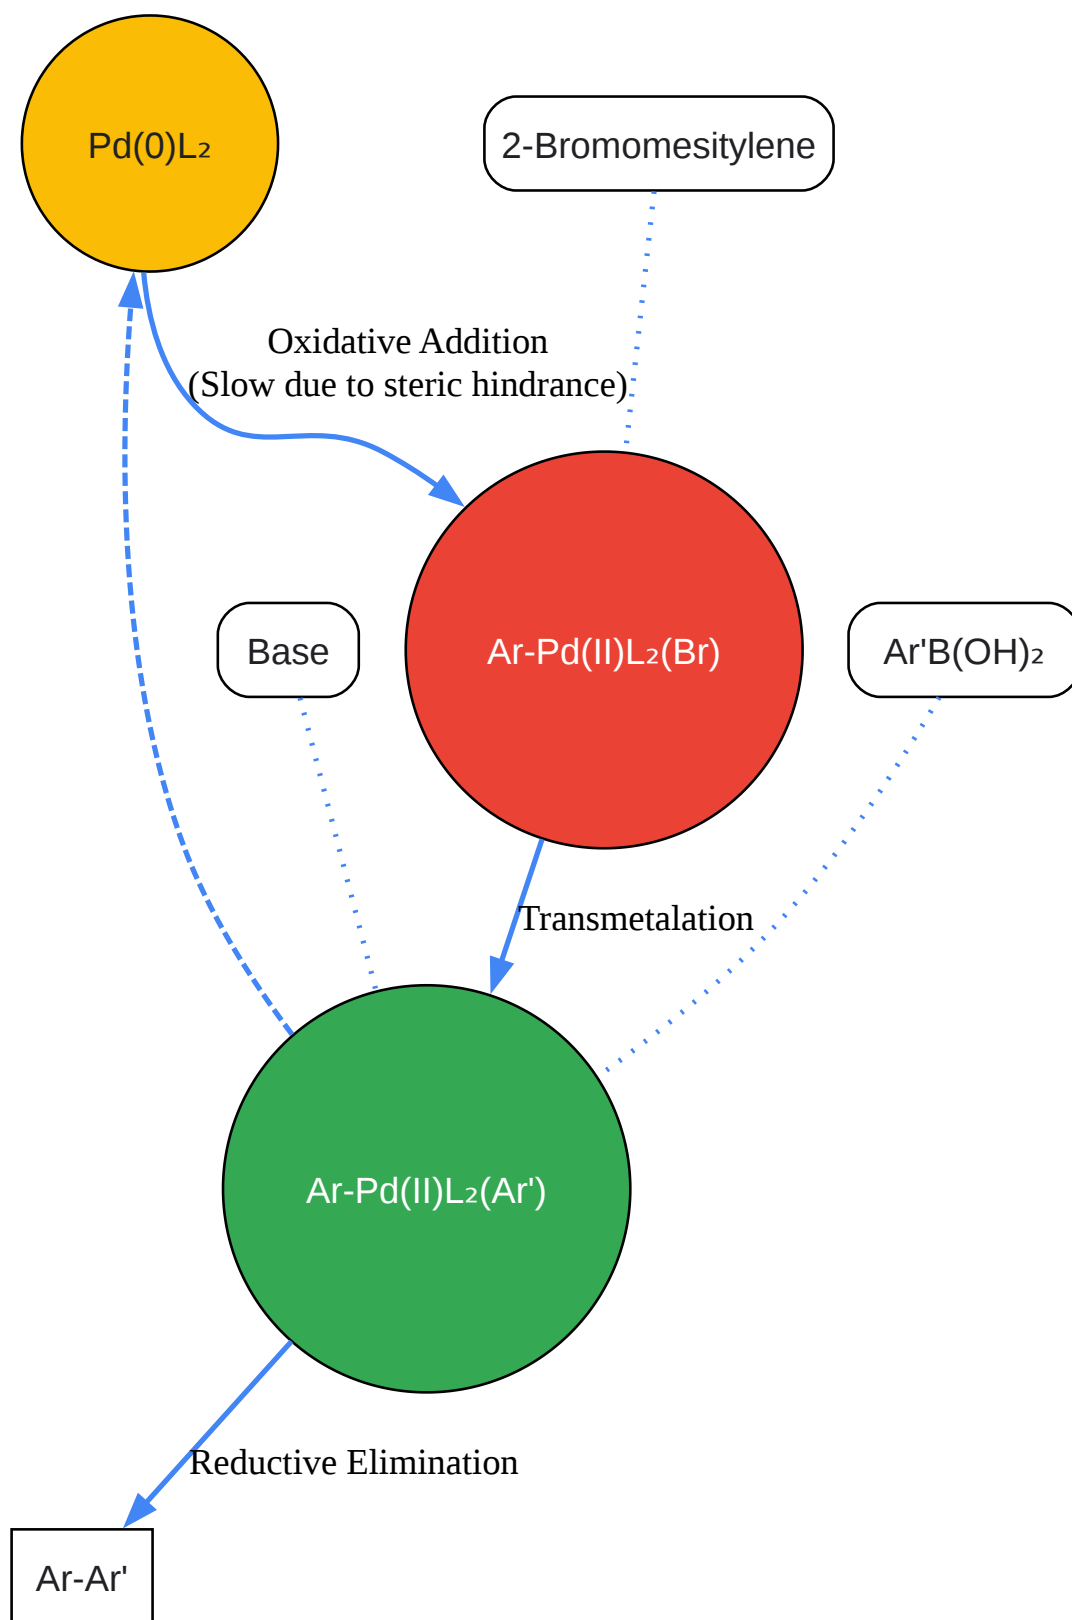 Pd(0)L₂
2-Bromomesitylene
Oxidative Addition
(Slow due to steric hindrance)
Base
Ar-Pd(II)L₂(Br)
Ar'B(OH)₂
Transmetalation
Ar-Pd(II)L₂(Ar')
Reductive Elimination
Ar-Ar'